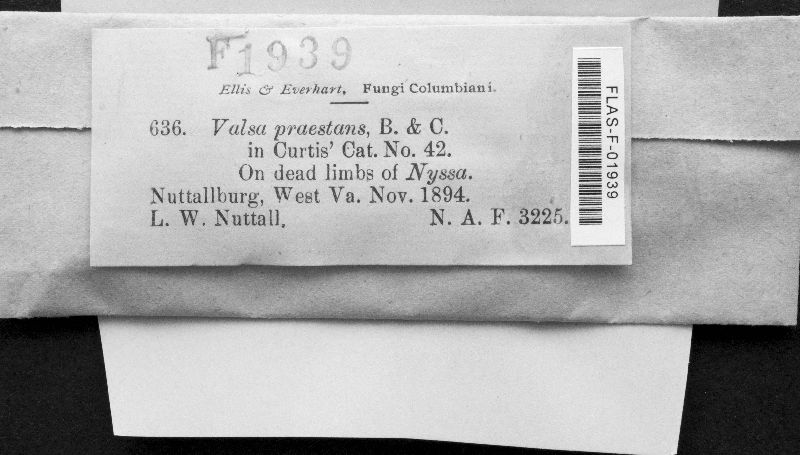 F1939
Ellis & Everhart, Fungi Columbiani.
636. Valsa praestans, B. & C.
in Curtis' Cat. No. 42.
On dead limbs of Nyssa.
Nuttallburg, West Va. Nov. 1894.
L. W. Nuttall, N. A. F. 3225.
FLAS-F-01939